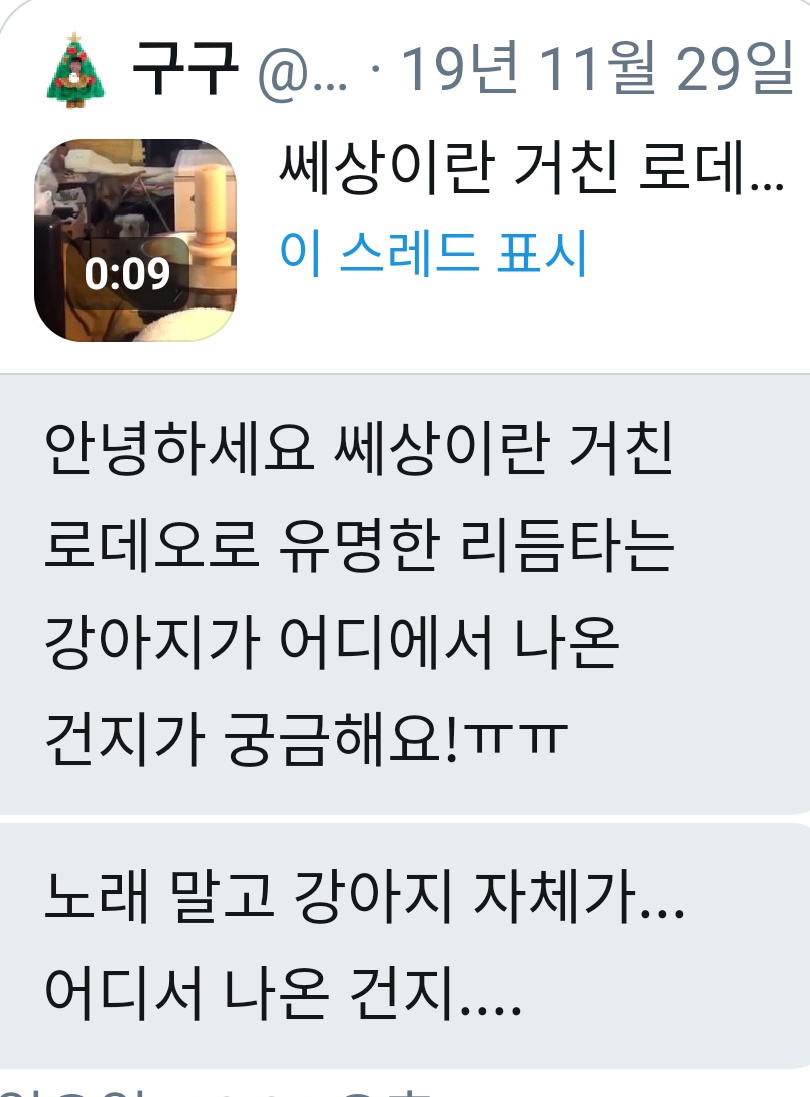 구구 @... · 19년 11월 29일
쎄상이란 거친 로데...
이 스레드 표시
0:09
안녕하세요 쎄상이란 거친
로데오로 유명한 리듬타는
강아지가 어디에서 나온
건지가 궁금해요!ㅠㅠ
노래 말고 강아지 자체가...
어디서 나온 건지....